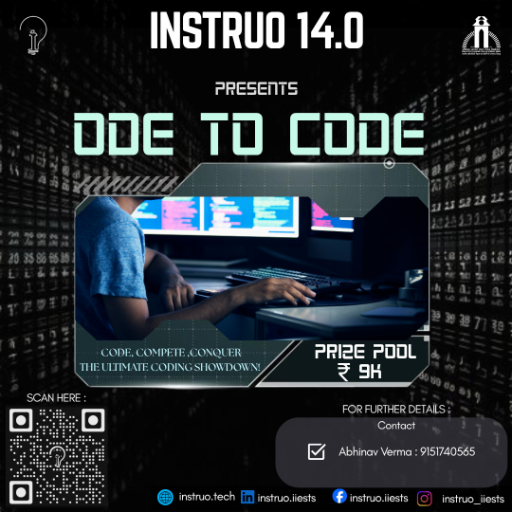 INSTRUO 14.0
PRESENTS
ODE TO CODE
CODE, COMPETE ,CONQUER
THE ULTIMATE CODING SHOWDOWN!
PRIZE POOL
₹ 9K
SCAN HERE :
FOR FURTHER DETAILS :
Contact
Abhinav Verma : 9151740565
instruo.tech
instruo.iiests
instruo.iiests
instruo_iiests